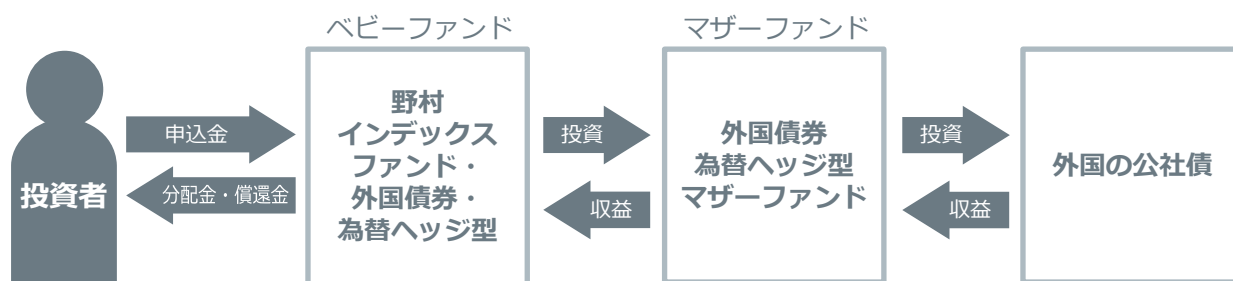 ベビーファンド
マザーファンド
投資者
申込金
分配金・償還金
野村
インデックス
ファンド・
外国債券・
為替ヘッジ型
投資
収益
外国債券
為替ヘッジ型
マザーファンド
投資
収益
外国の公社債